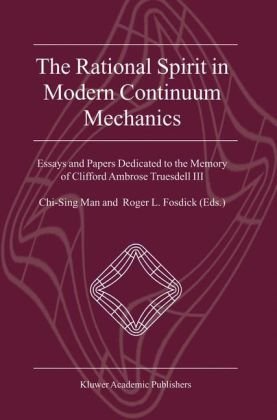 The Rational Spirit in
Modern Continuum
Mechanics
Essays and Papers Dedicated to the Memory
of Clifford Ambrose Truesdell III
Chi-Sing Man and Roger L. Fosdick (Eds.)
Kluwer Academic Publishers